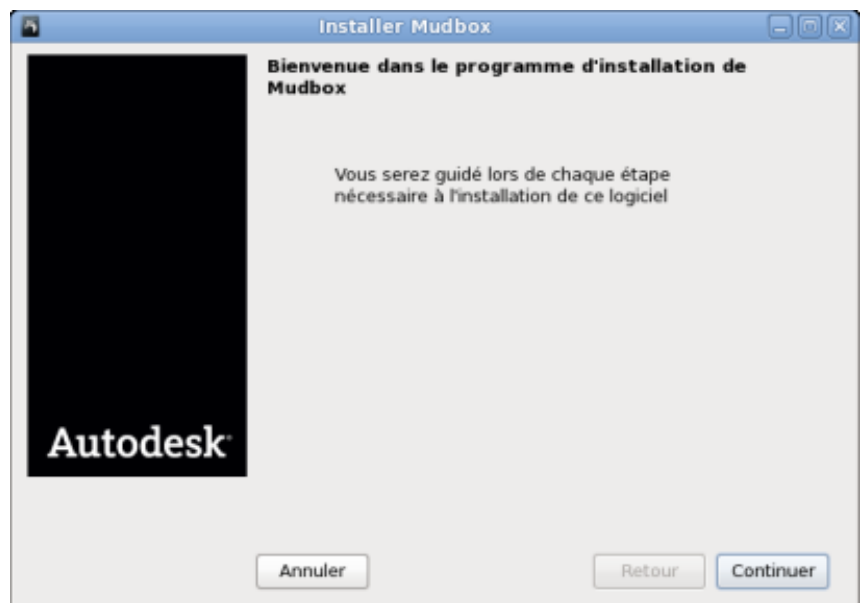 Installer Mudbox
Bienvenue dans le programme d'installation de
Mudbox
Vous serez guidé lors de chaque étape
nécessaire à l'installation de ce logiciel
Autodesk
Annuler
Retour
Continuer